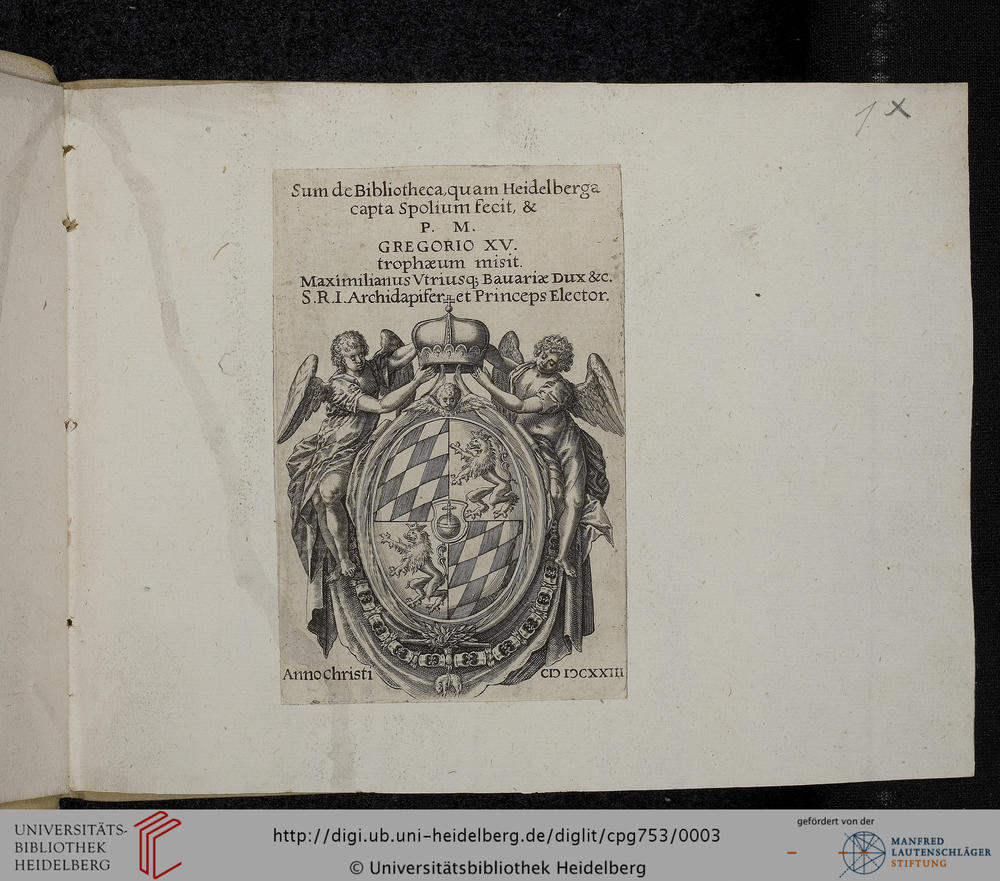 1. X
Sum de Bibliotheca, quam Heidelberga
capta Spolium fecit, &
P. M.
GREGORIO XV.
trophæum misit.
Maximilianus Vtriusq; Bauariæ Dux &c.
S. R. I. Archidapifer et Princeps Elector.
Anno Christi CIƆ IƆCXXIII
UNIVERSITÄTS-
BIBLIOTHEK
HEIDELBERG
http://digi.ub.uni-heidelberg.de/diglit/cpg753/0003
© Universitätsbibliothek Heidelberg
gefördert von der
MANFRED
LAUTENSCHLÄGER
STIFTUNG